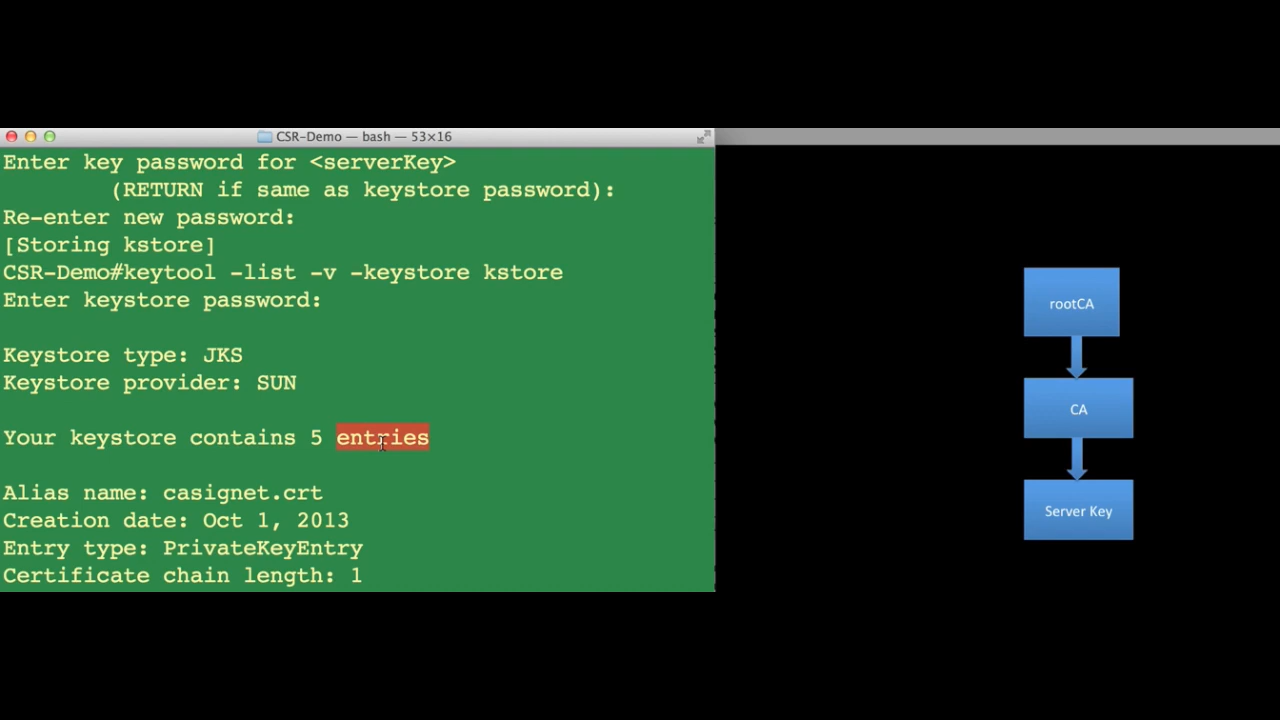 CSR-Demo — bash — 53×16
Enter key password for <serverKey>
(RETURN if same as keystore password):
Re-enter new password:
[Storing kstore]
CSR-Demo#keytool -list -v -keystore kstore
Enter keystore password:
Keystore type: JKS
Keystore provider: SUN
Your keystore contains 5 entries
Alias name: casignet.crt
Creation date: Oct 1, 2013
Entry type: PrivateKeyEntry
Certificate chain length: 1
rootCA
CA
Server Key